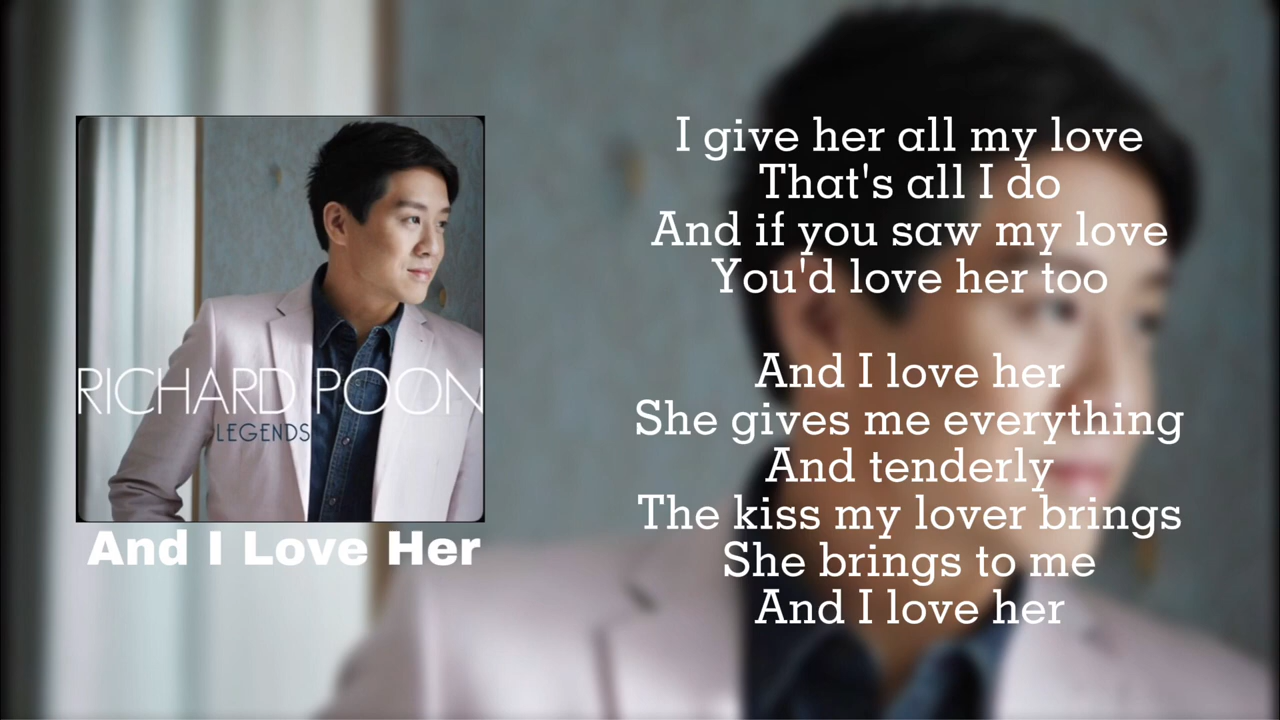 RICHARD POON
LEGENDS
And I Love Her
I give her all my love
That's all I do
And if you saw my love
You'd love her too
And I love her
She gives me everything
And tenderly
The kiss my lover brings
She brings to me
And I love her